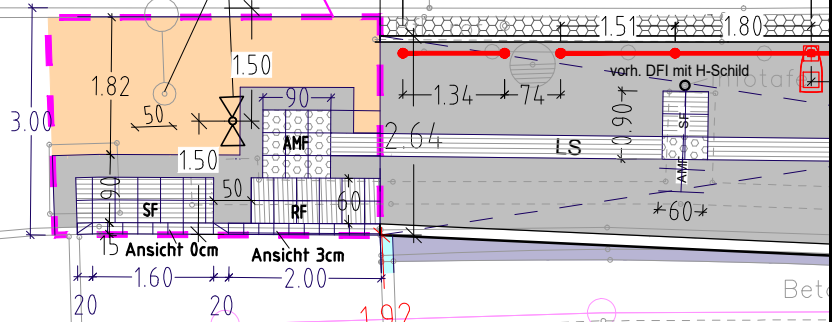 1.51 1.80
1.50
vorh. DFI mit H-Schild
Infotafe
1.82
90
1.34 74
50
3.00
2.64
0.90
SF
AMF
LS
1.50
AMF
90
50
60
SF
RF
60
15
Ansicht 0cm
Ansicht 3cm
1.60
2.00
Beto
20
20
1.92